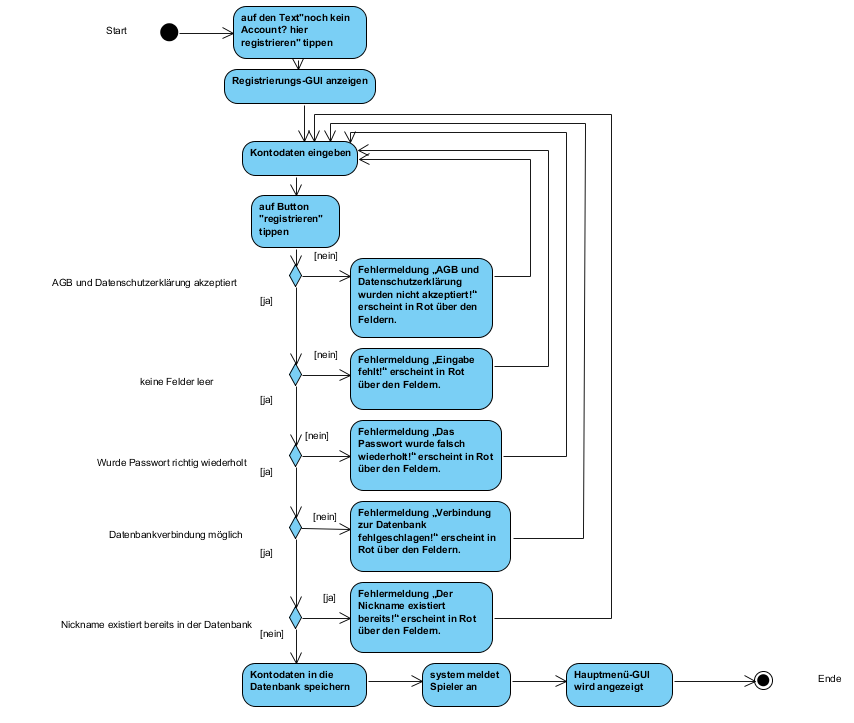 Start
auf den Text"noch kein
Account? hier
registrieren" tippen
Registrierungs-GUI anzeigen
Kontodaten eingeben
auf Button
"registrieren"
tippen
[nein]
AGB und Datenschutzerklärung akzeptiert
[ja]
Fehlermeldung „AGB und
Datenschutzerklärung
wurden nicht akzeptiert!“
erscheint in Rot über den
Feldern.
[nein]
keine Felder leer
[ja]
Fehlermeldung „Eingabe
fehlt!“ erscheint in Rot
über den Feldern.
[nein]
Wurde Passwort richtig wiederholt
[ja]
Fehlermeldung „Das
Passwort wurde falsch
wiederholt!“ erscheint in Rot
über den Feldern.
[nein]
Datenbankverbindung möglich
[ja]
Fehlermeldung „Verbindung
zur Datenbank
fehlgeschlagen!“ erscheint in
Rot über den Feldern.
[ja]
Nickname existiert bereits in der Datenbank
[nein]
Fehlermeldung „Der
Nickname existiert
bereits!“ erscheint in Rot
über den Feldern.
Kontodaten in die
Datenbank speichern
system meldet
Spieler an
Hauptmenü-GUI
wird angezeigt
Ende